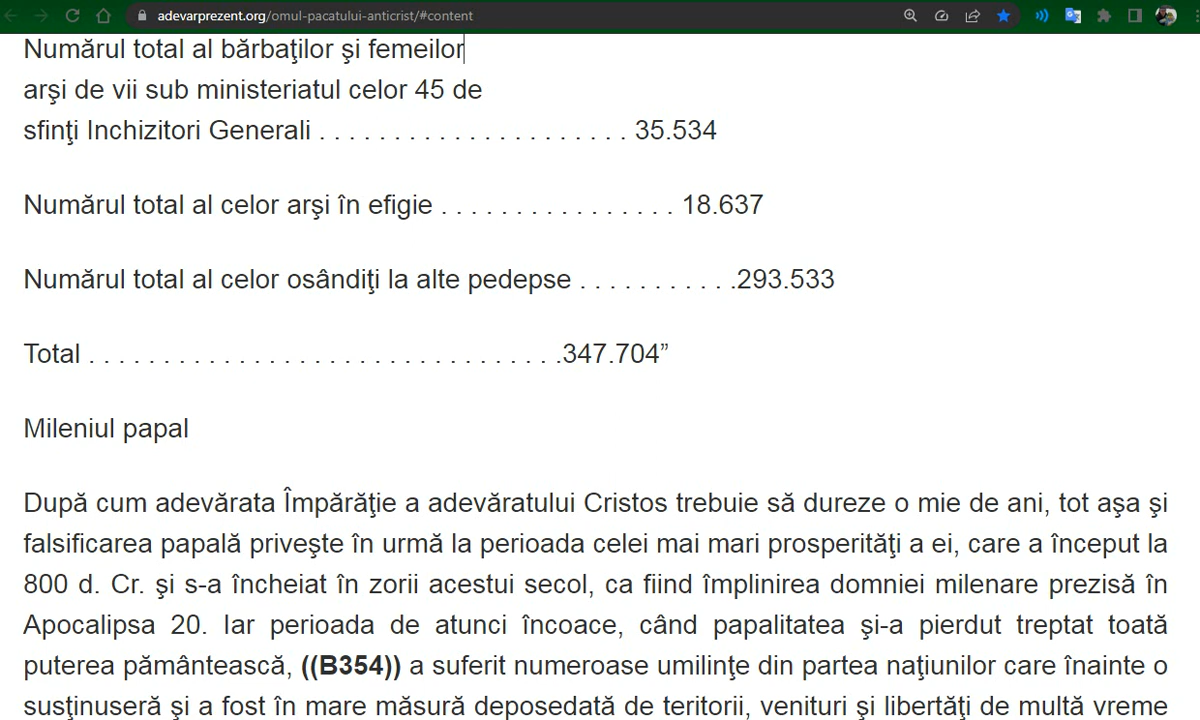 adevarprezent.org/omul-pacatului-anticrist/#content
Numărul total al bărbaţilor şi femeilor
arşi de vii sub ministeriatul celor 45 de
sfinţi Inchizitori Generali . . . . . . . . . . . . . . . . . . . . . 35.534
Numărul total al celor arşi în efigie . . . . . . . . . . . . . . . . 18.637
Numărul total al celor osândiţi la alte pedepse . . . . . . . . . . .293.533
Total . . . . . . . . . . . . . . . . . . . . . . . . . . . . . . . .347.704”
Mileniul papal
După cum adevărata Împărăţie a adevăratului Cristos trebuie să dureze o mie de ani, tot aşa şi
falsificarea papală priveşte în urmă la perioada celei mai mari prosperităţi a ei, care a început la
800 d. Cr. şi s-a încheiat în zorii acestui secol, ca fiind împlinirea domniei milenare prezisă în
Apocalipsa 20. Iar perioada de atunci încoace, când papalitatea şi-a pierdut treptat toată
puterea pământească, ((B354)) a suferit numeroase umilinţe din partea naţiunilor care înainte o
susţinuseră şi a fost în mare măsură deposedată de teritorii, venituri şi libertăţi de multă vreme